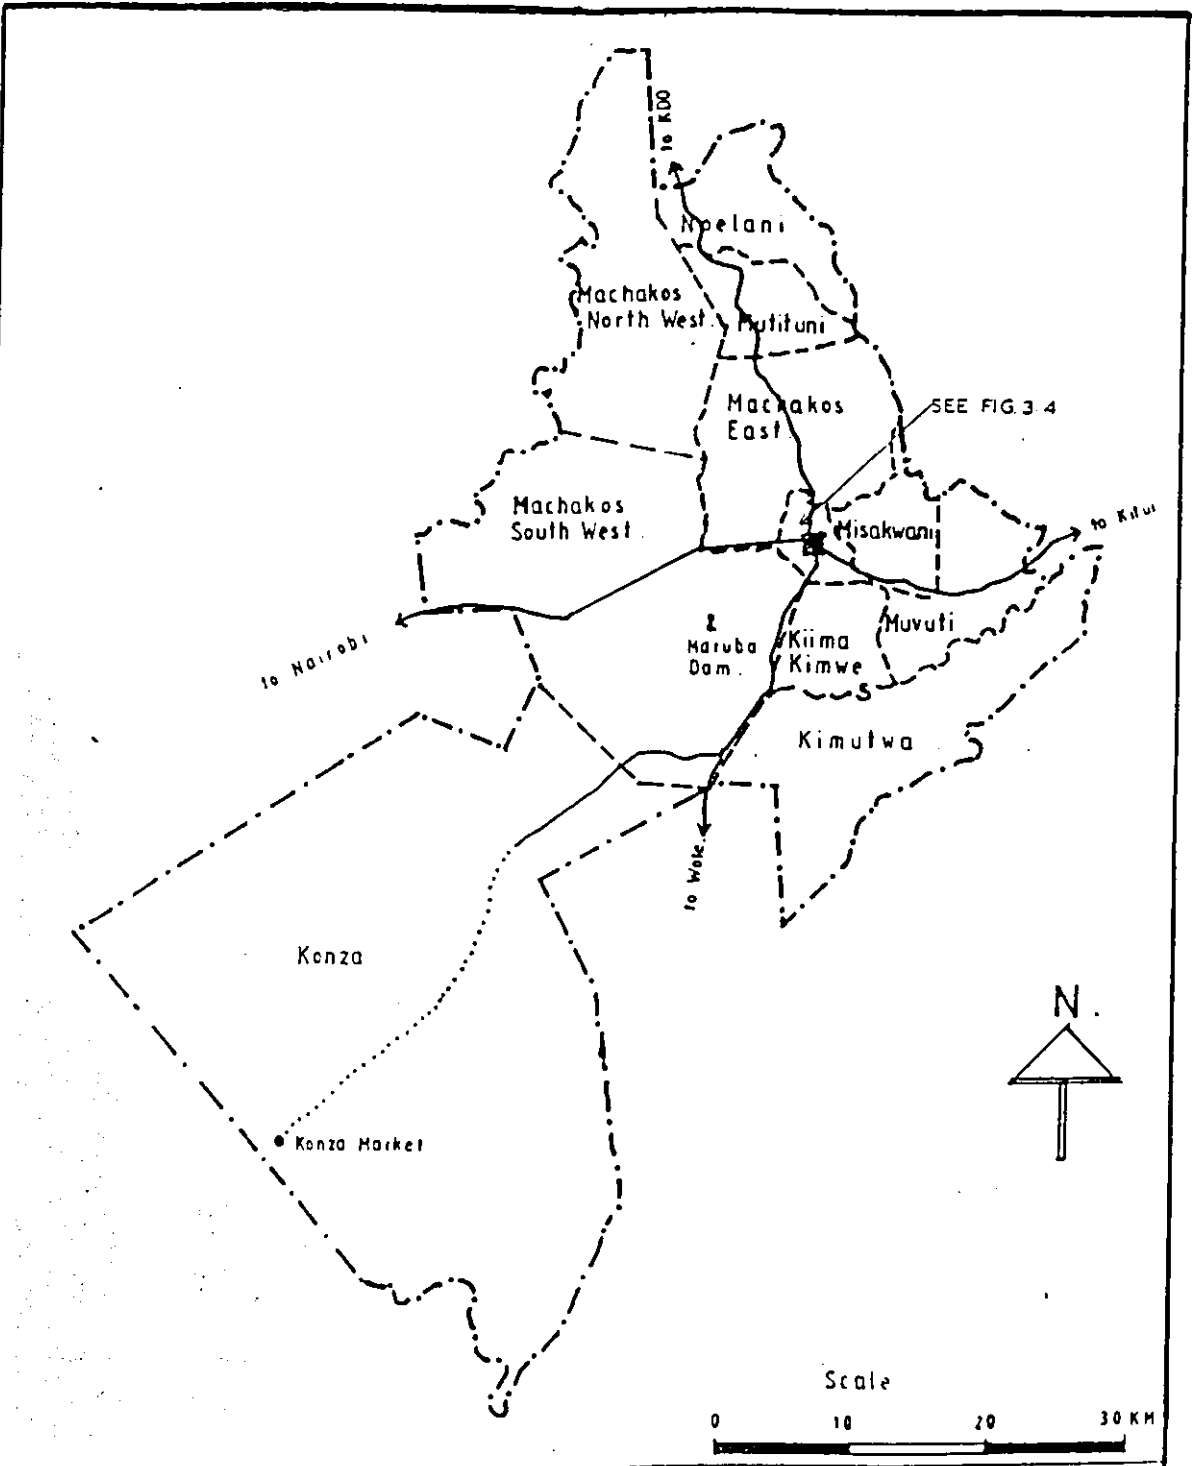 to KDO
Ngelani
Machakos
North West.
Mutituni
Machakos
East.
SEE FIG.3.4
Machakos
South West.
Misakwani
to Kitui
Muvuti
Maruba
Dam.
Kiima
Kimwe
to Nairobi
Kimutwa
to Wote.
Konza
N.
Konza Market
Scale
0 10 20 30 KM